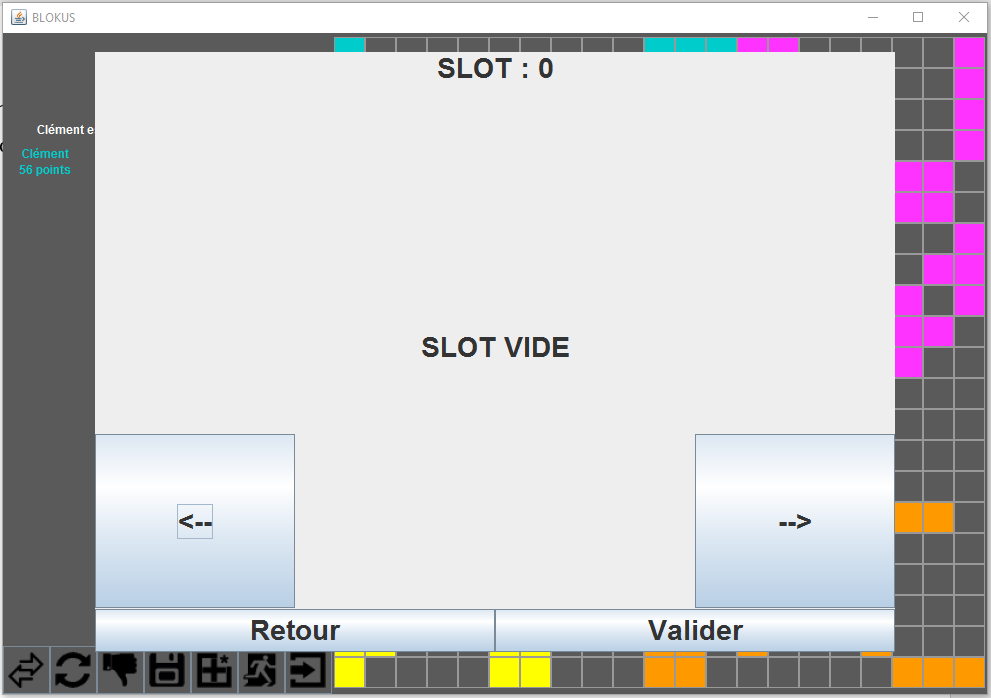 BLOKUS
SLOT : 0
Clément e
Clément
56 points
SLOT VIDE
<--
-->
Retour
Valider